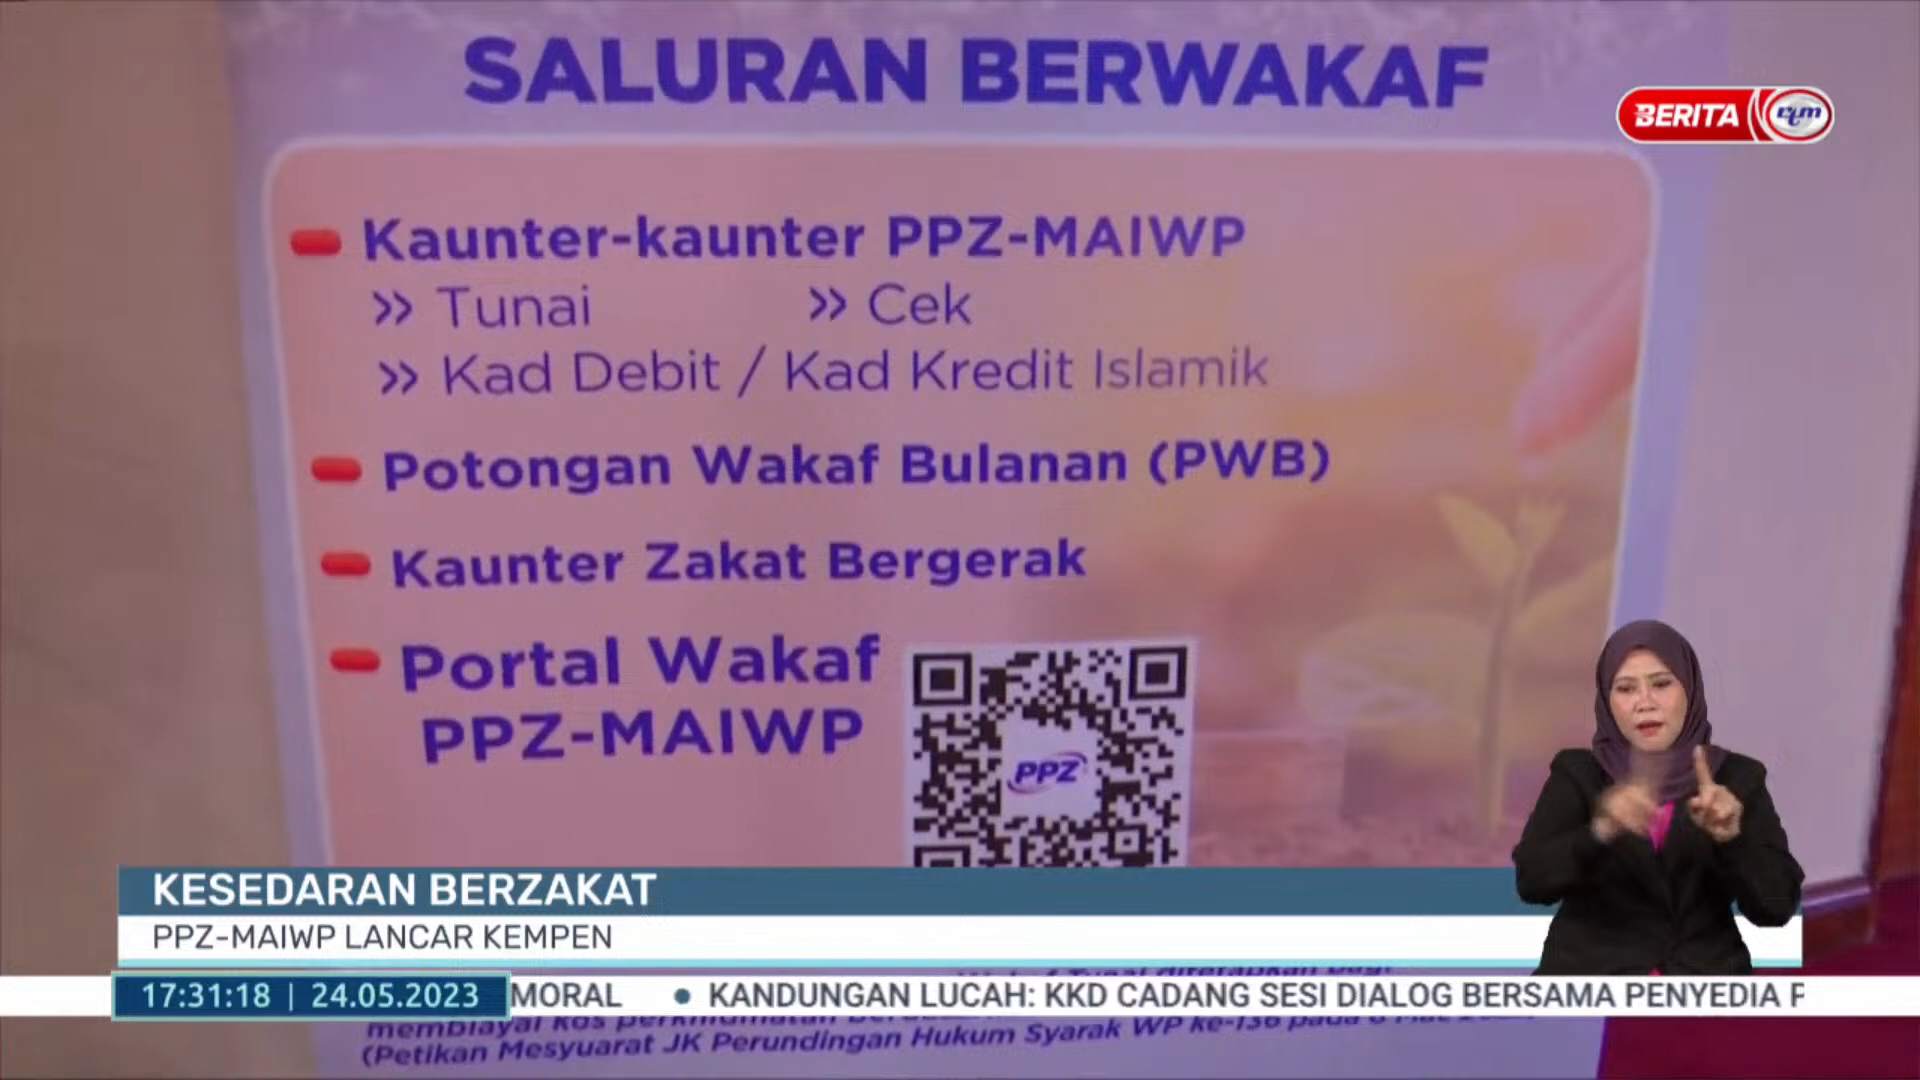 SALURAN BERWAKAF
BERITA rtm
Kaunter-kaunter PPZ-MAIWP
» Tunai » Cek
» Kad Debit / Kad Kredit Islamik
Potongan Wakaf Bulanan (PWB)
Kaunter Zakat Bergerak
Portal Wakaf
PPZ-MAIWP
PPZ
KESEDARAN BERZAKAT
PPZ-MAIWP LANCAR KEMPEN
17:31:18 | 24.05.2023 MORAL • KANDUNGAN LUCAH: KKD CADANG SESI DIALOG BERSAMA PENYEDIA
membiayai kos
(Petikan Mesyuarat JK Perundingan Hukum Syarak WP ke-136 pada